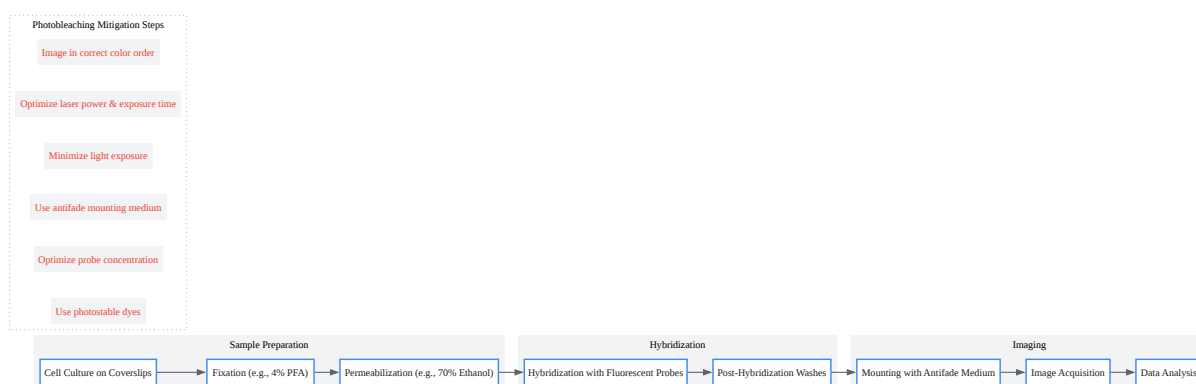 Photobleaching Mitigation Steps
Image in correct color order
Optimize laser power & exposure time
Minimize light exposure
Use antifade mounting medium
Optimize probe concentration
Use photostable dyes
Sample Preparation
Hybridization
Imaging
Cell Culture on Coverslips
Fixation (e.g., 4% PFA)
Permeabilization (e.g., 70% Ethanol)
Hybridization with Fluorescent Probes
Post-Hybridization Washes
Mounting with Antifade Medium
Image Acquisition
Data Analysis